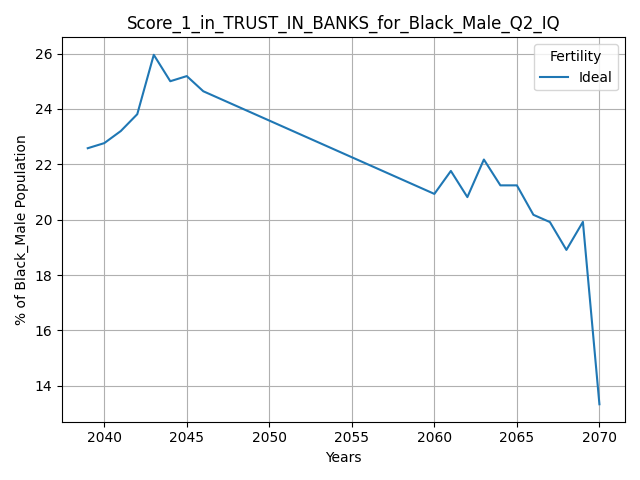 Score_1_in_TRUST_IN_BANKS_for_Black_Male_Q2_IQ
Fertility
Ideal
% of Black_Male Population
26
24
22
20
18
16
14
2040 2045 2050 2055 2060 2065 2070
Years